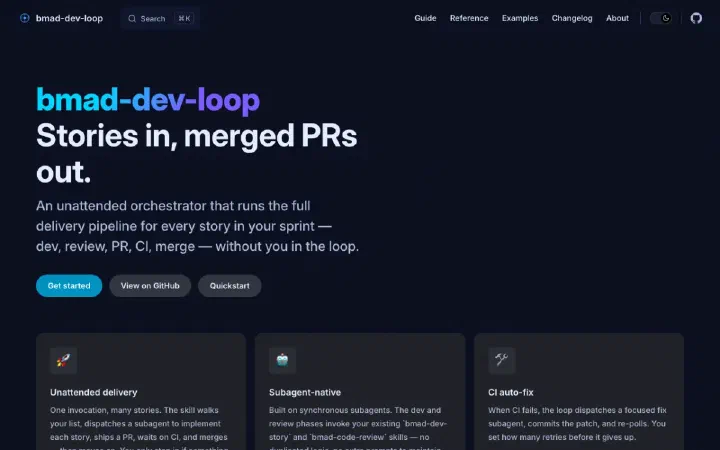 bmad-dev-loop
Search
⌘K
Guide
Reference
Examples
Changelog
About
bmad-dev-loop
Stories in, merged PRs
out.
An unattended orchestrator that runs the full
delivery pipeline for every story in your sprint —
dev, review, PR, CI, merge — without you in the loop.
Get started
View on GitHub
Quickstart
Unattended delivery
One invocation, many stories. The skill walks
your list, dispatches a subagent to implement
each story, ships a PR, waits on CI, and merges
Subagent-native
Built on synchronous subagents. The dev and
review phases invoke your existing `bmad-dev-
story` and `bmad-code-review` skills — no
CI auto-fix
When CI fails, the loop dispatches a focused fix
subagent, commits the patch, and re-polls. You
set how many retries before it gives up.